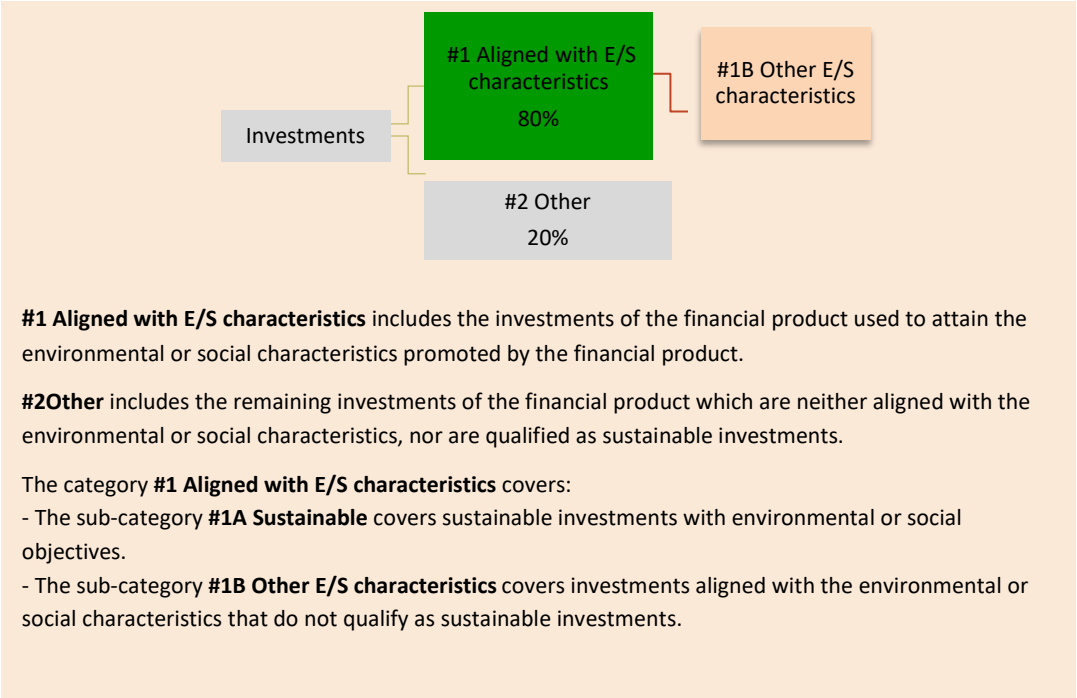 #1 Aligned with E/S
characteristics
80%
#1B Other E/S
characteristics
Investments
#2 Other
20%
#1 Aligned with E/S characteristics includes the investments of the financial product used to attain the
environmental or social characteristics promoted by the financial product.
#2Other includes the remaining investments of the financial product which are neither aligned with the
environmental or social characteristics, nor are qualified as sustainable investments.
The category #1 Aligned with E/S characteristics covers:
- The sub-category #1A Sustainable covers sustainable investments with environmental or social
objectives.
- The sub-category #1B Other E/S characteristics covers investments aligned with the environmental or
social characteristics that do not qualify as sustainable investments.